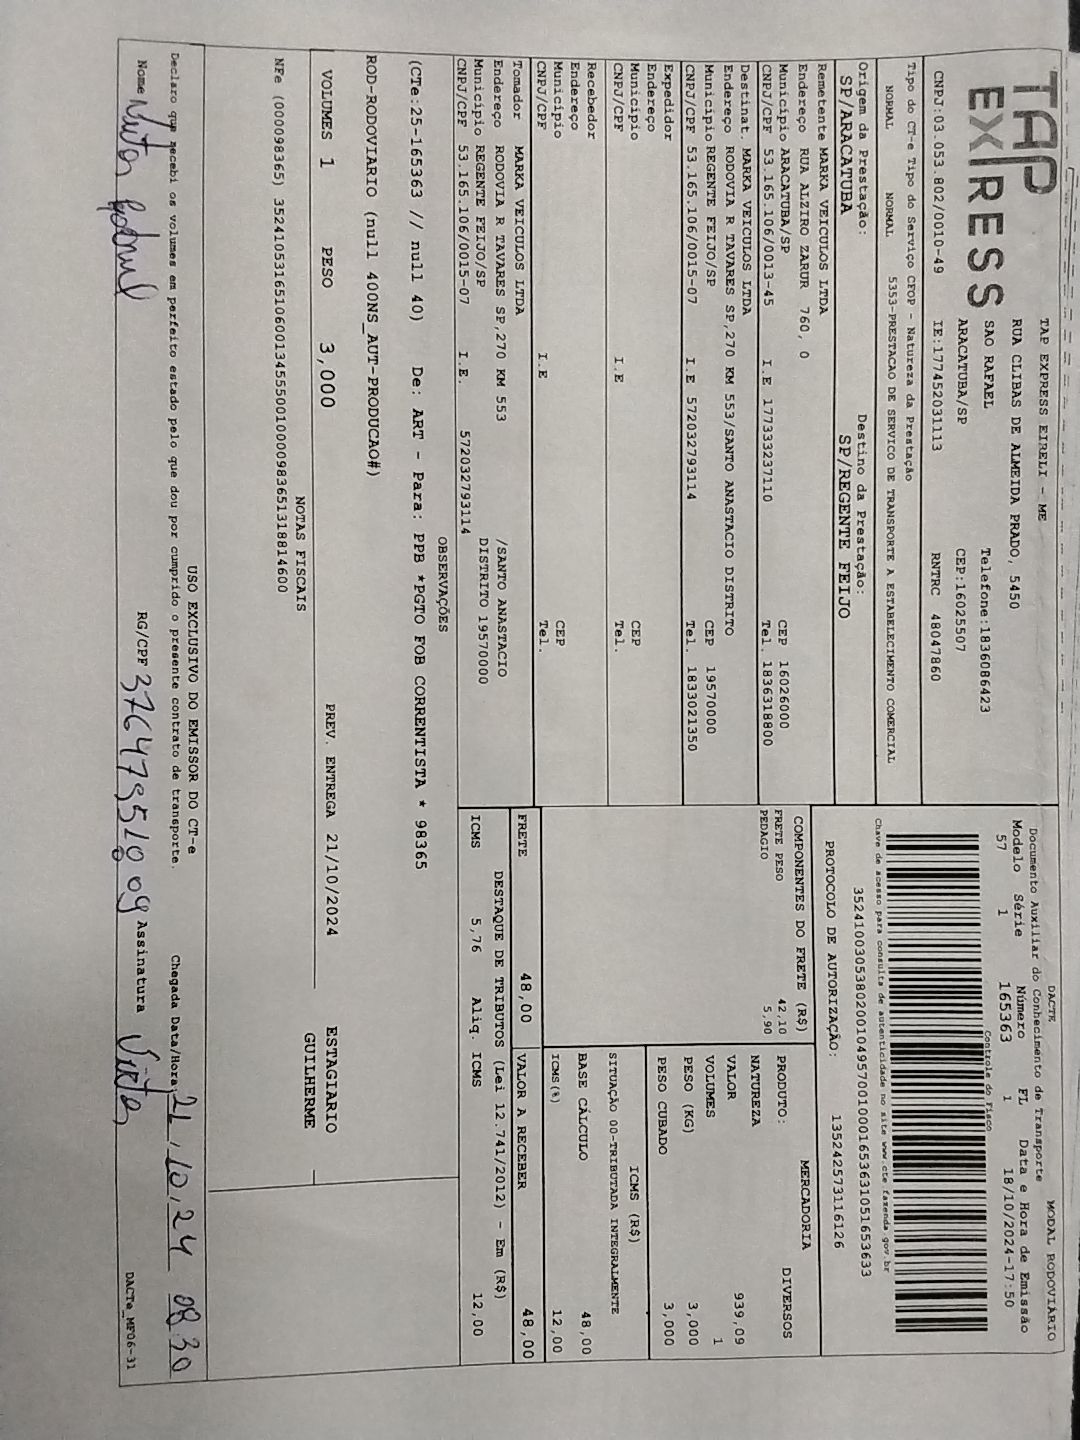 TAP
EXPRESS
TAP EXPRESS EIRELI - ME
RUA CLIBAS DE ALMEIDA PRADO, 5450
SAO RAFAEL Telefone:1836086423
ARACATUBA/SP CEP:16025507
CNPJ:03.053.802/0010-49 IE:177452031113 RNTRC 48047860
DACTE MODAL RODOVIÁRIO
Documento Auxiliar do Conhecimento de Transporte
Modelo Série Número FL Data e Hora de Emissão
57 1 165363 1 18/10/2024-17:50
Controle do Fisco
Chave de acesso para consulta de autenticidade no site www.cte.fazenda.gov.br
35241003053802001049570010001653631051653633
PROTOCOLO DE AUTORIZAÇÃO: 135242573116126
Tipo do CT-e Tipo do Serviço CFOP - Natureza da Prestação
NORMAL NORMAL 5353-PRESTACAO DE SERVICO DE TRANSPORTE A ESTABELECIMENTO COMERCIAL
Origem da Prestação: Destino da Prestação:
SP/ARACATUBA SP/REGENTE FEIJO
Remetente MARKA VEICULOS LTDA
Endereço RUA ALZIRO ZARUR 760, 0
Município ARACATUBA/SP CEP 16026000
CNPJ/CPF 53.165.106/0013-45 I.E 177333237110 Tel. 1836318800
Destinat. MARKA VEICULOS LTDA
Endereço RODOVIA R TAVARES SP,270 KM 553/SANTO ANASTACIO DISTRITO
Município REGENTE FEIJO/SP CEP 19570000
CNPJ/CPF 53.165.106/0015-07 I.E 572032793114 Tel. 1833021350
Expedidor
Endereço
Município CEP
CNPJ/CPF I.E Tel.
Recebedor
Endereço
Município CEP
CNPJ/CPF I.E Tel.
Tomador MARKA VEICULOS LTDA
Endereço RODOVIA R TAVARES SP,270 KM 553 /SANTO ANASTACIO
Município REGENTE FEIJO/SP DISTRITO 19570000
CNPJ/CPF 53.165.106/0015-07 I.E. 572032793114
COMPONENTES DO FRETE (R$)
FRETE PESO 42,10
PEDAGIO 5,90
MERCADORIA
PRODUTO: DIVERSOS
NATUREZA
VALOR 939,09
VOLUMES 1
PESO (KG) 3,000
PESO CUBADO 3,000
ICMS (R$)
SITUAÇÃO 00-TRIBUTADA INTEGRALMENTE
BASE CÁLCULO 48,00
ICMS(%) 12,00
FRETE 48,00 VALOR A RECEBER 48,00
DESTAQUE DE TRIBUTOS (Lei 12.741/2012) - Em (R$)
ICMS 5,76 Aliq. ICMS 12,00
OBSERVAÇÕES
(CTe:25-165363 // null 40) De: ART - Para: PPB *PGTO FOB CORRENTISTA * 98365
ROD-RODOVIARIO (null 400NS_AUT-PRODUCAO#)
VOLUMES 1 PESO 3,000 PREV. ENTREGA 21/10/2024 ESTAGIARIO
GUILHERME
NOTAS FISCAIS
NFe (000098365) 35241053165106001345550010000983651318814600
USO EXCLUSIVO DO EMISSOR DO CT-e
Declaro que recebi os volumes em perfeito estado pelo que dou por cumprido o presente contrato de transporte.
Chegada Data/Hora 21/10/24 08:30
Nome RG/CPF Assinatura
DACTe_MF06-31